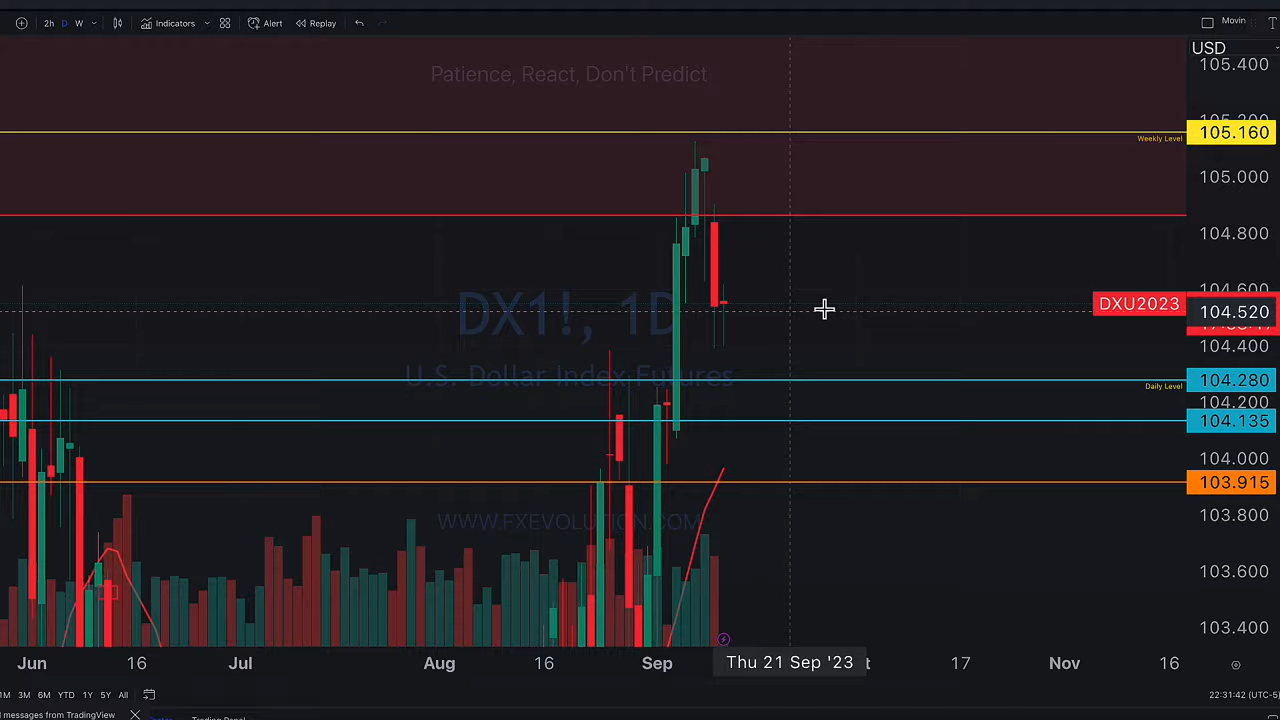 2h D W Indicators Alert Replay Movin
USD
Patience, React, Don't Predict
105.400
105.160
Weekly Level
105.000
104.800
104.600
DXU2023
104.520
DX1!, 1D
104.400
U.S. Dollar Index Futures
104.280
Daily Level
104.200
104.135
104.000
103.915
103.800
WWW.FXEVOLUTION.COM
103.600
103.400
Jun 16 Jul Aug 16 Sep Thu 21 Sep '23 17 Nov 16
1M 3M 6M YTD 1Y 5Y All
22:31:42 (UTC-5)
messages from TradingView
Trading Panel